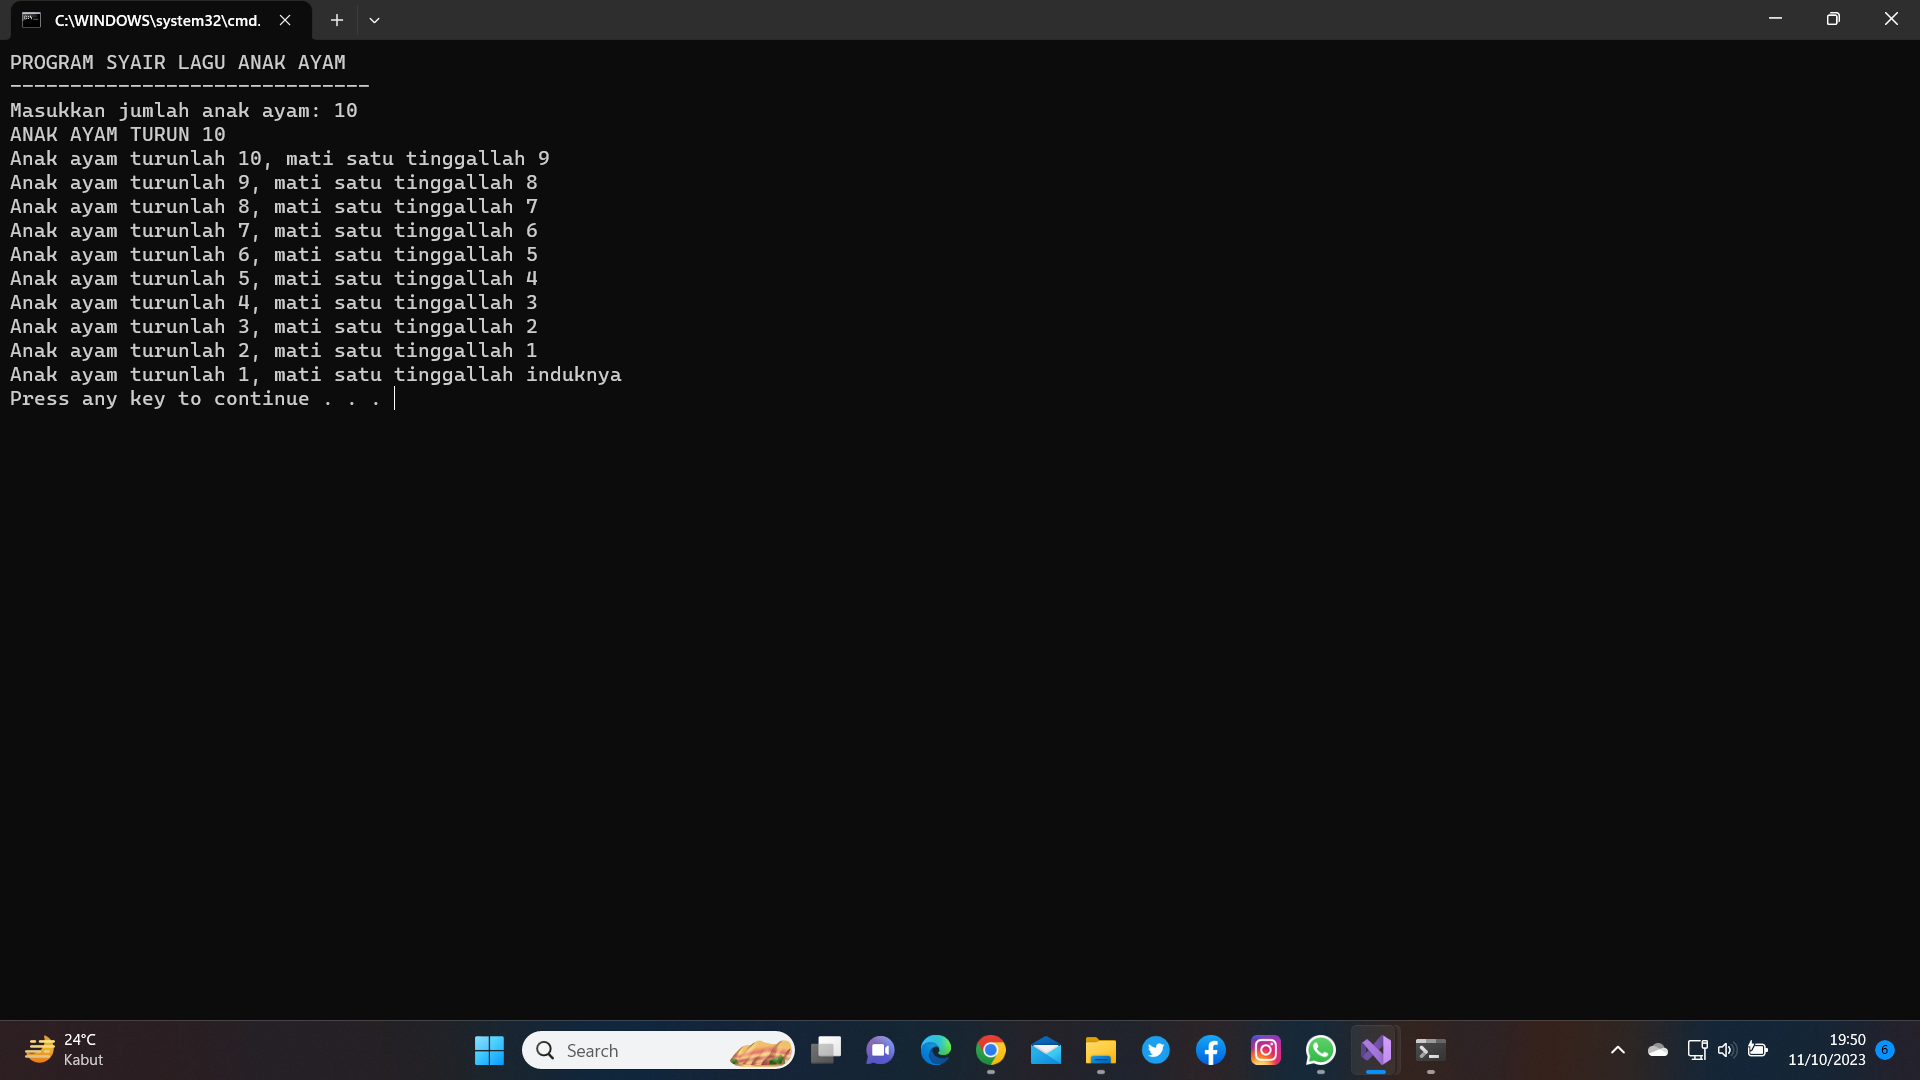 C:\WINDOWS\system32\cmd.
PROGRAM SYAIR LAGU ANAK AYAM
------------------------------
Masukkan jumlah anak ayam: 10
ANAK AYAM TURUN 10
Anak ayam turunlah 10, mati satu tinggallah 9
Anak ayam turunlah 9, mati satu tinggallah 8
Anak ayam turunlah 8, mati satu tinggallah 7
Anak ayam turunlah 7, mati satu tinggallah 6
Anak ayam turunlah 6, mati satu tinggallah 5
Anak ayam turunlah 5, mati satu tinggallah 4
Anak ayam turunlah 4, mati satu tinggallah 3
Anak ayam turunlah 3, mati satu tinggallah 2
Anak ayam turunlah 2, mati satu tinggallah 1
Anak ayam turunlah 1, mati satu tinggallah induknya
Press any key to continue . . .
24°C
Kabut
Search
19:50
11/10/2023
6